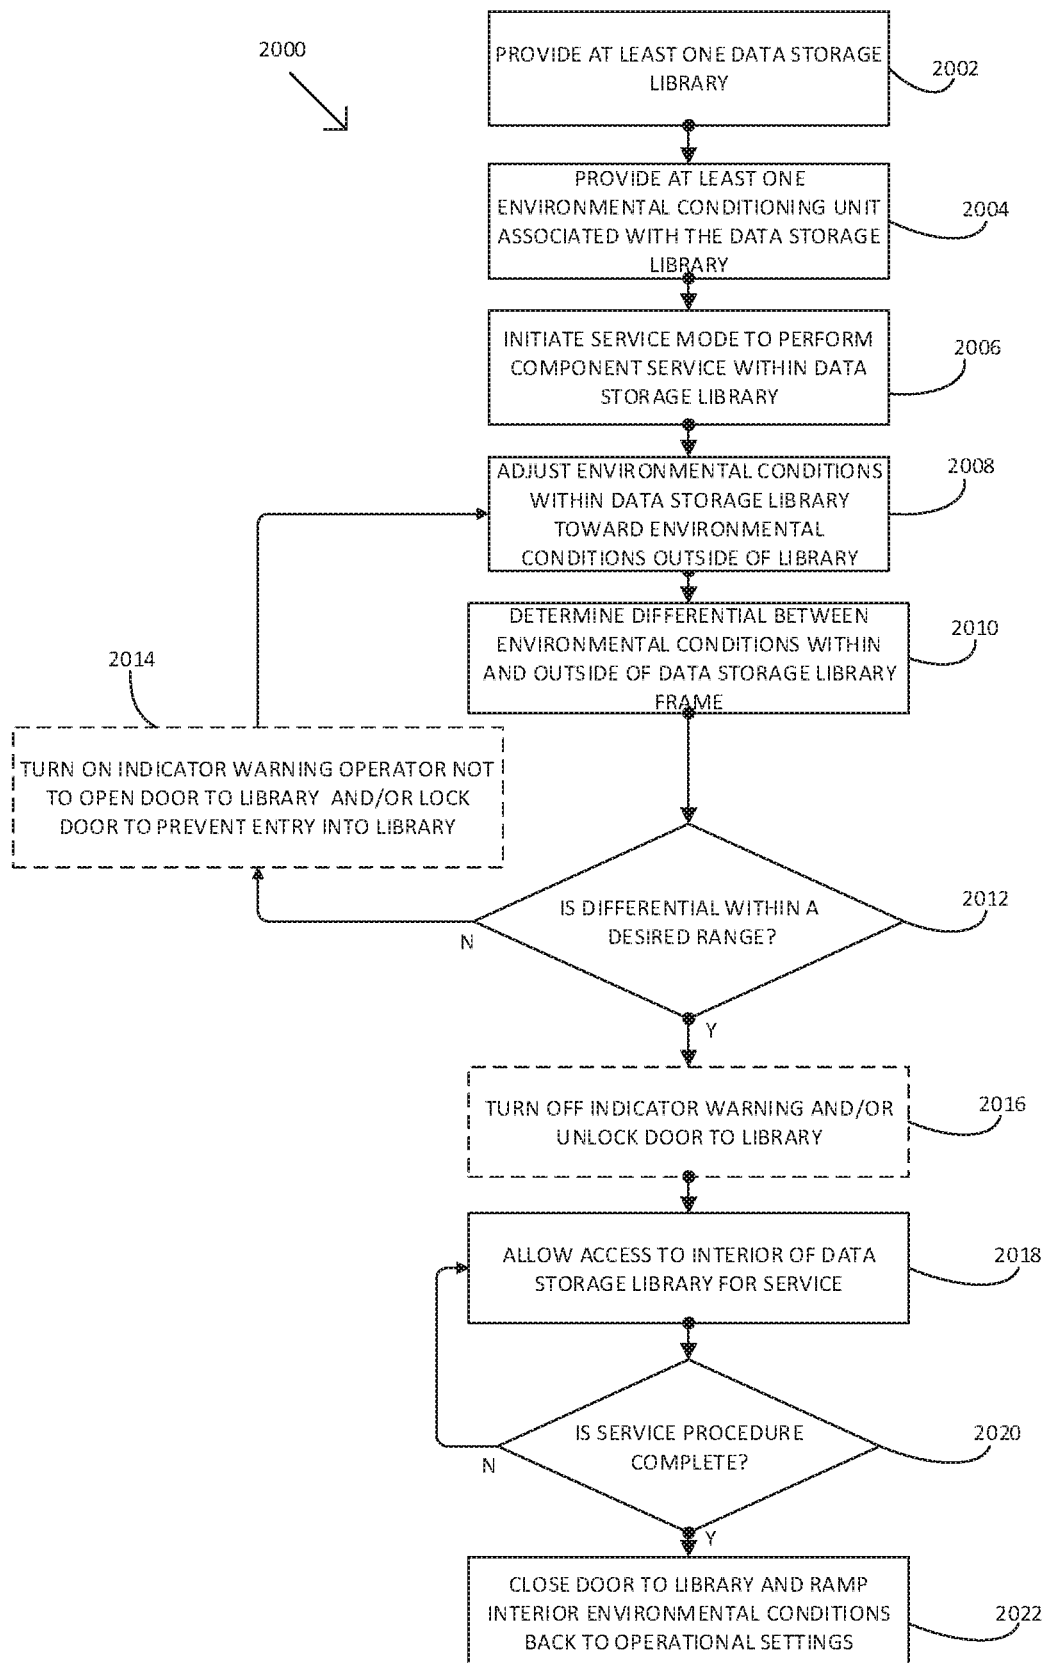 2000
PROVIDE AT LEAST ONE DATA STORAGE
LIBRARY
2002
PROVIDE AT LEAST ONE
ENVIRONMENTAL CONDITIONING UNIT
ASSOCIATED WITH THE DATA STORAGE
LIBRARY
2004
INITIATE SERVICE MODE TO PERFORM
COMPONENT SERVICE WITHIN DATA
STORAGE LIBRARY
2006
ADJUST ENVIRONMENTAL CONDITIONS
WITHIN DATA STORAGE LIBRARY
TOWARD ENVIRONMENTAL
CONDITIONS OUTSIDE OF LIBRARY
2008
DETERMINE DIFFERENTIAL BETWEEN
ENVIRONMENTAL CONDITIONS WITHIN
AND OUTSIDE OF DATA STORAGE LIBRARY
FRAME
2010
2014
TURN ON INDICATOR WARNING OPERATOR NOT
TO OPEN DOOR TO LIBRARY AND/OR LOCK
DOOR TO PREVENT ENTRY INTO LIBRARY
IS DIFFERENTIAL WITHIN A
DESIRED RANGE?
2012
N
Y
TURN OFF INDICATOR WARNING AND/OR
UNLOCK DOOR TO LIBRARY
2016
ALLOW ACCESS TO INTERIOR OF DATA
STORAGE LIBRARY FOR SERVICE
2018
IS SERVICE PROCEDURE
COMPLETE?
2020
N
Y
CLOSE DOOR TO LIBRARY AND RAMP
INTERIOR ENVIRONMENTAL CONDITIONS
BACK TO OPERATIONAL SETTINGS
2022